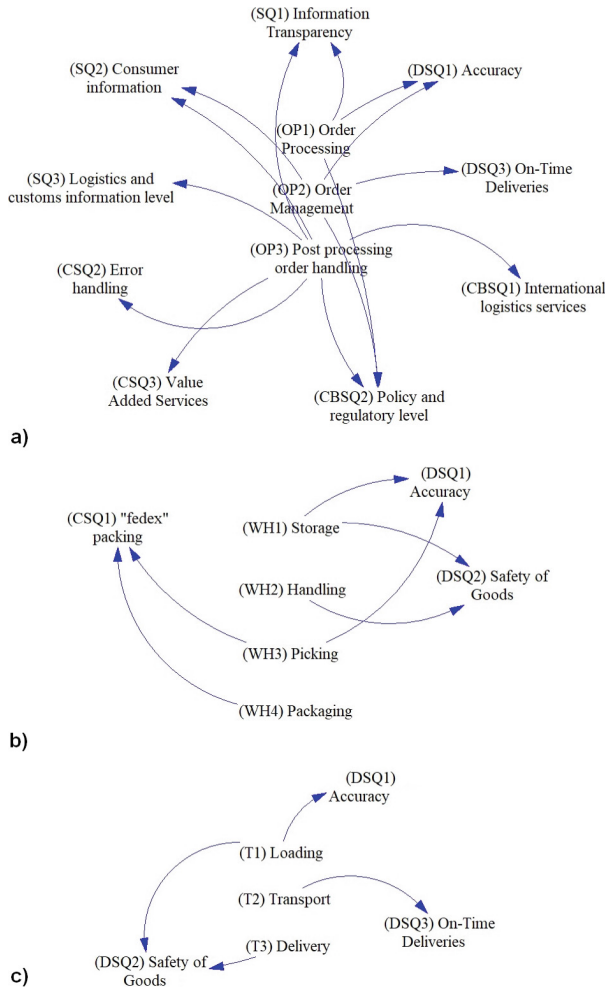 (SQ1) Information
Transparency
(SQ2) Consumer
information
(DSQ1) Accuracy
(OP1) Order
Processing
(SQ3) Logistics and
customs information level
(OP2) Order
Management
(DSQ3) On-Time
Deliveries
(OP3) Post processing
order handling
(CSQ2) Error
handling
(CBSQ1) International
logistics services
(CSQ3) Value
Added Services
(CBSQ2) Policy and
regulatory level
a)
(DSQ1)
Accuracy
(CSQ1) "fedex"
packing
(WH1) Storage
(DSQ2) Safety of
Goods
(WH2) Handling
(WH3) Picking
(WH4) Packaging
b)
(DSQ1)
Accuracy
(T1) Loading
(T2) Transport
(DSQ3) On-Time
Deliveries
(T3) Delivery
(DSQ2) Safety of
Goods
c)